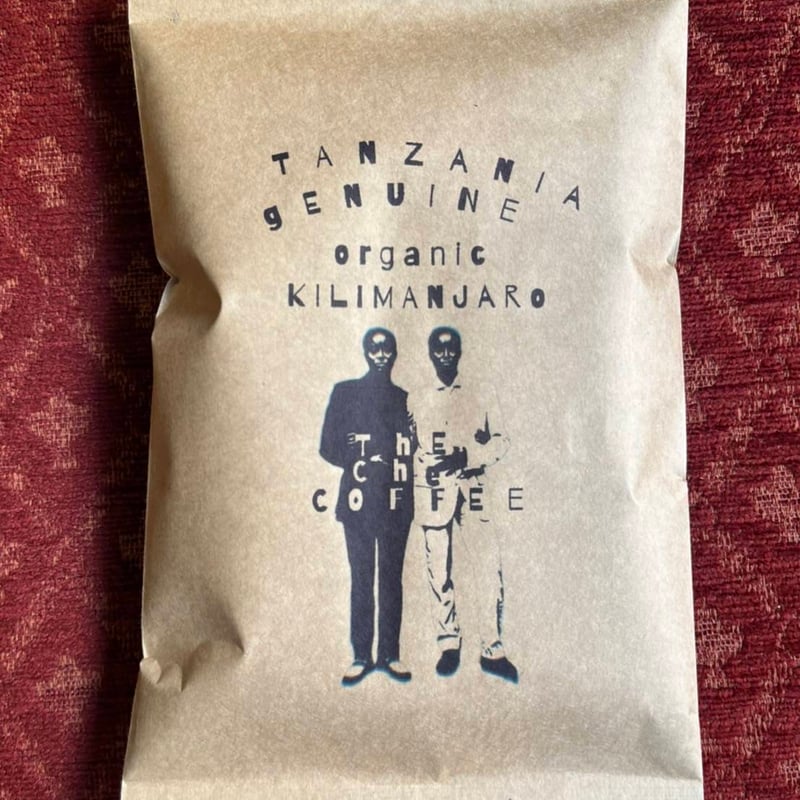 TANZANIA
gENUINE
organic
KILIMANJARO
ThE
Che
COFFEE